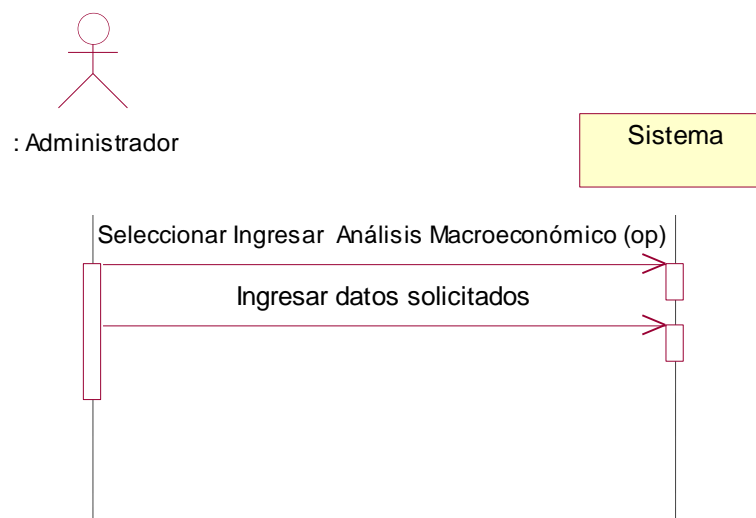 : Administrador
Sistema
Seleccionar Ingresar  Análisis Macroeconómico (op)
Ingresar datos solicitados